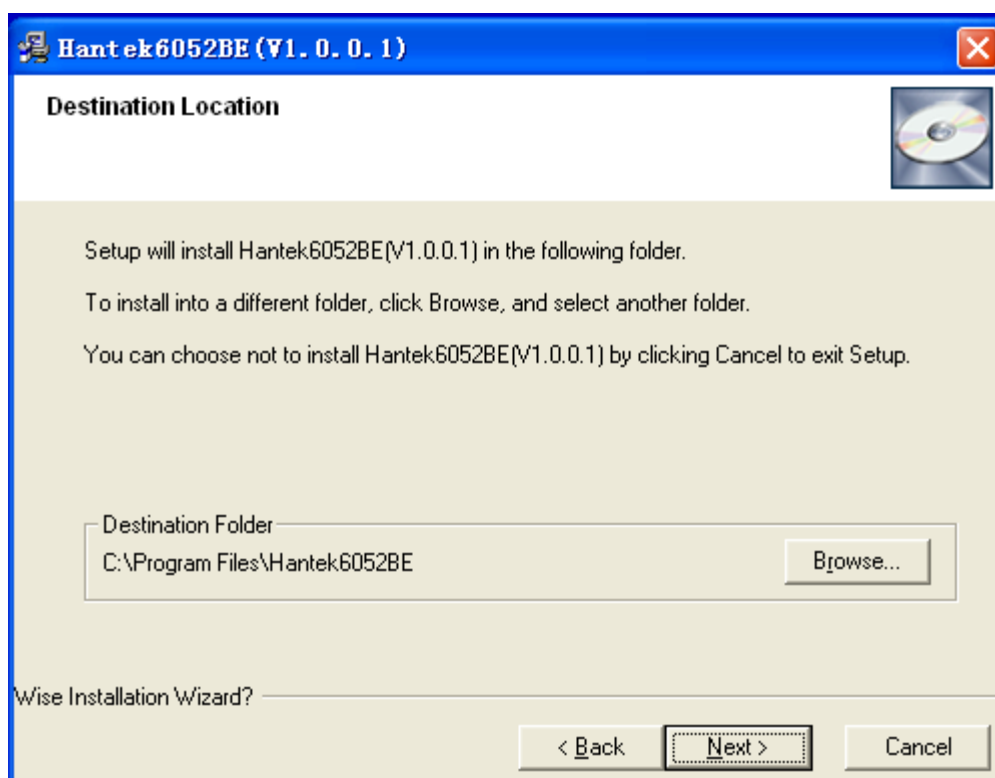 Hantek6052BE(V1.0.0.1)
Destination Location
Setup will install Hantek6052BE(V1.0.0.1) in the following folder.
To install into a different folder, click Browse, and select another folder.
You can choose not to install Hantek6052BE(V1.0.0.1) by clicking Cancel to exit Setup.
Destination Folder
C:\Program Files\Hantek6052BE
Browse...
Wise Installation Wizard?
< Back
Next >
Cancel